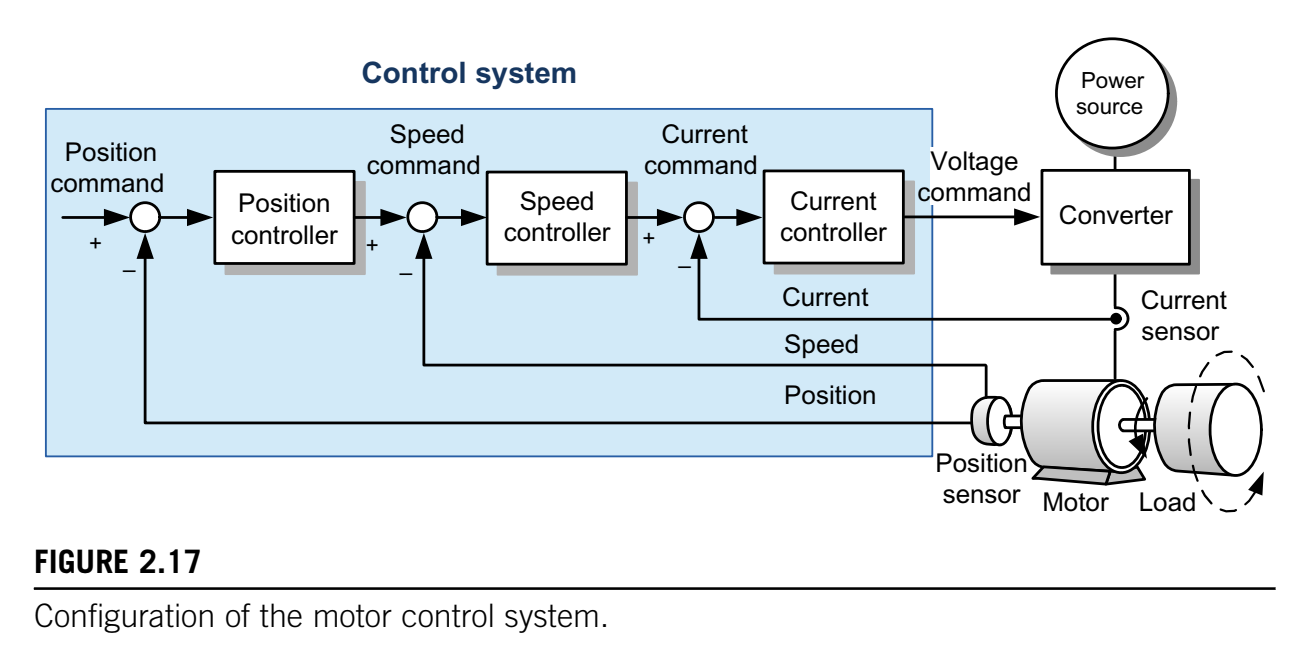 Control system
Power
source
Position
command
Speed
command
Current
command
Voltage
command
Position
controller
Speed
controller
Current
controller
Converter
+
–
+
–
+
–
Current
Current
sensor
Speed
Position
Position
sensor
Motor
Load
FIGURE 2.17
Configuration of the motor control system.